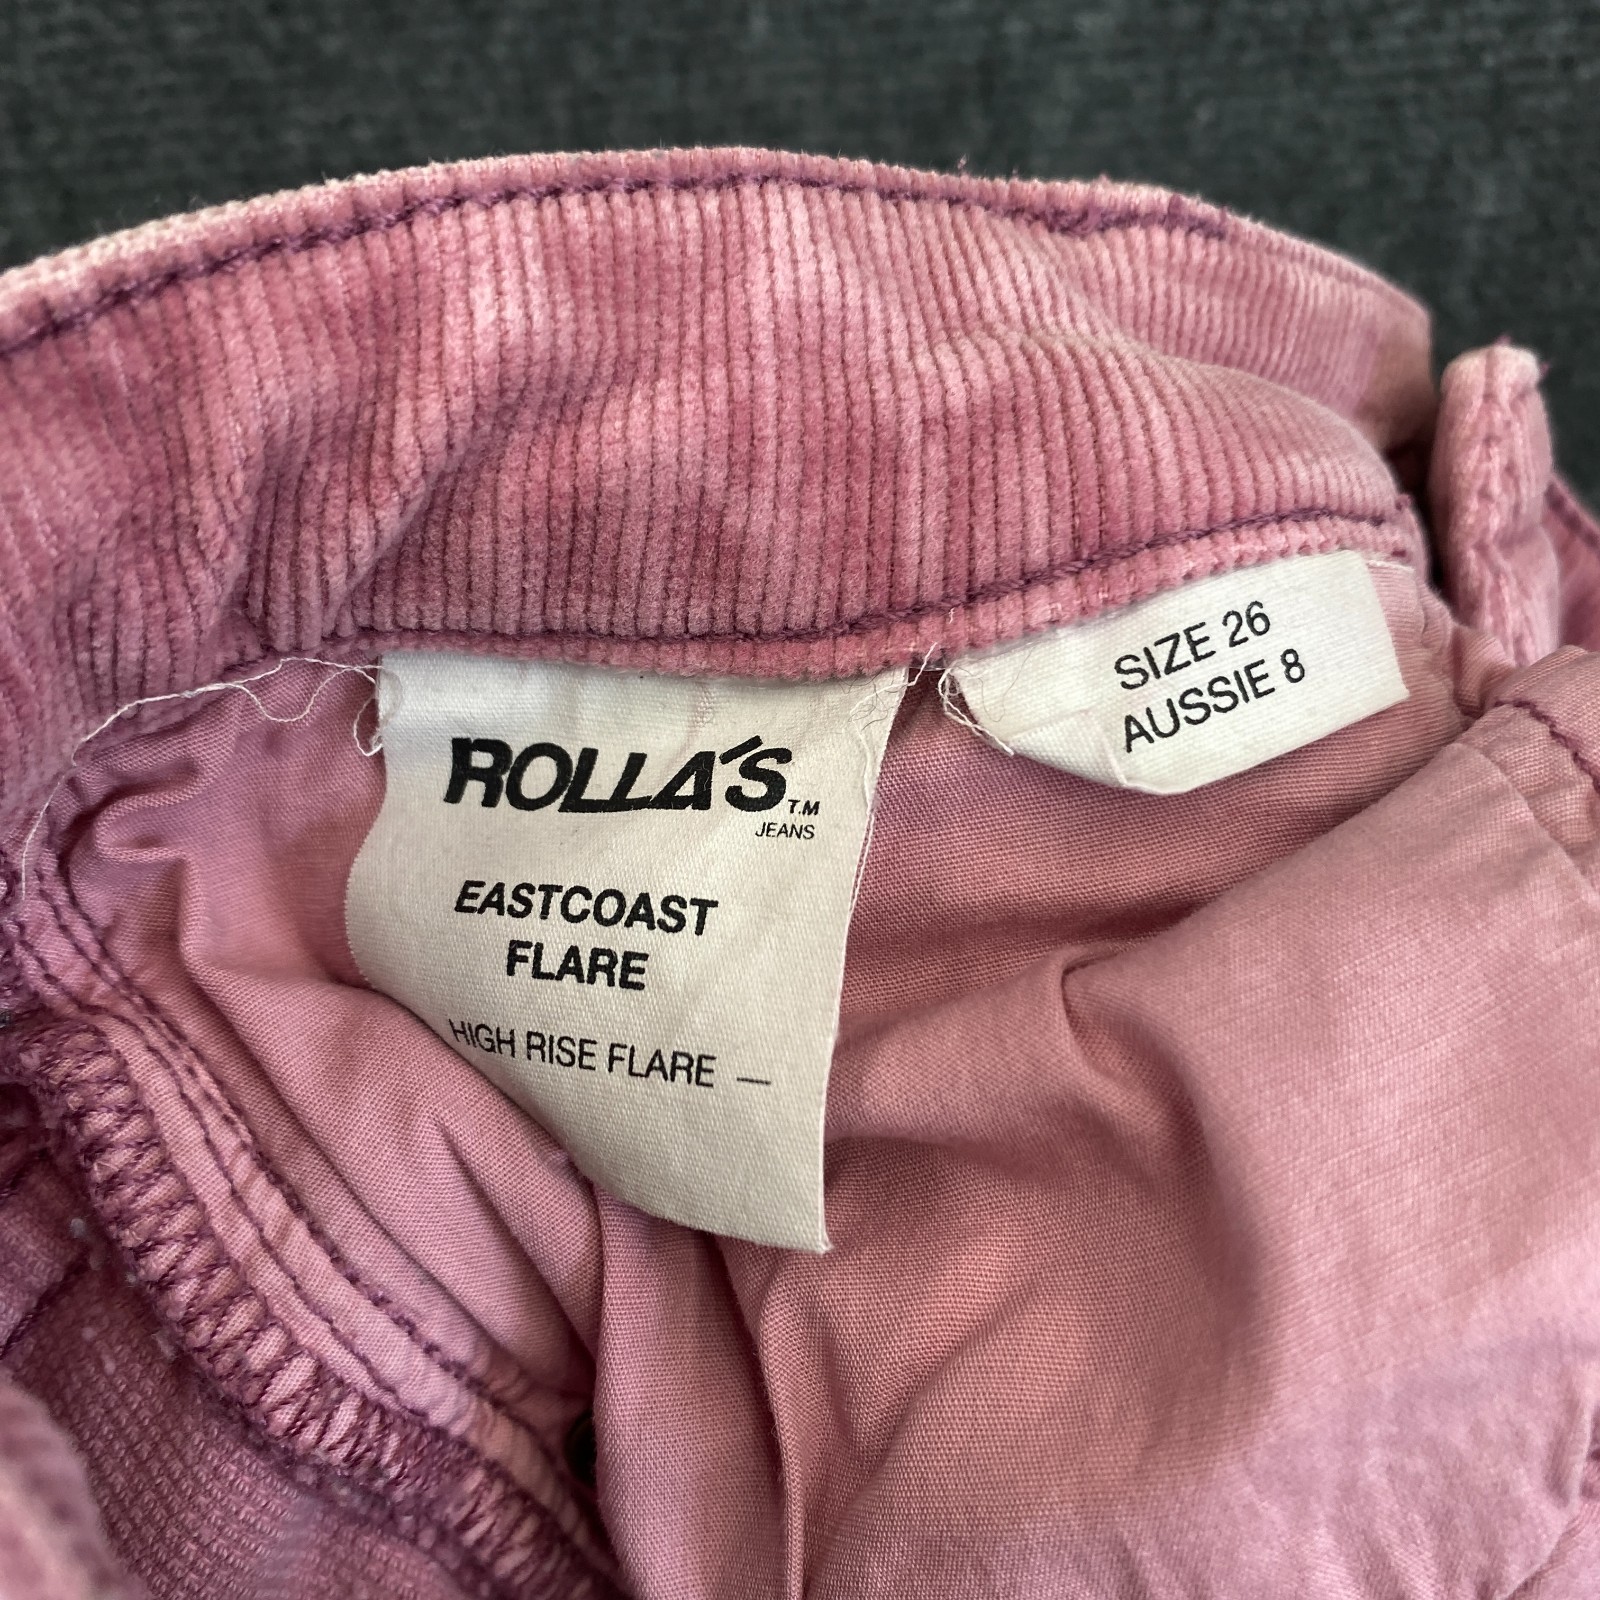 ROLLA'S T.M
JEANS
EASTCOAST
FLARE
HIGH RISE FLARE —
SIZE 26
AUSSIE 8